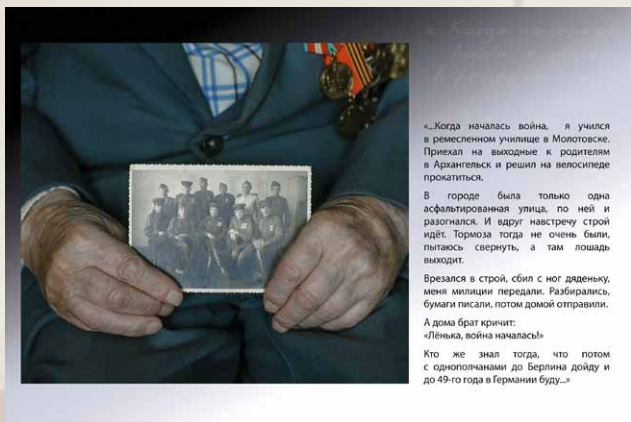 «...Когда началась война, я учился
в ремесленном училище в Молотовске.
Приехал на выходные к родителям
в Архангельск и решил на велосипеде
прокатиться.
В городе была только одна
асфальтированная улица, по ней и
разогнался. И вдруг навстречу строй
идёт. Тормоза тогда не очень были,
пытаюсь свернуть, а там лошадь
выходит.
Врезался в строй, сбил с ног дяденьку,
меня милиции передали. Разбирались,
бумаги писали, потом домой отправили.
А дома брат кричит:
«Лёнька, война началась!»
Кто же знал тогда, что потом
с однополчанами до Берлина дойду и
до 49-го года в Германии буду...»